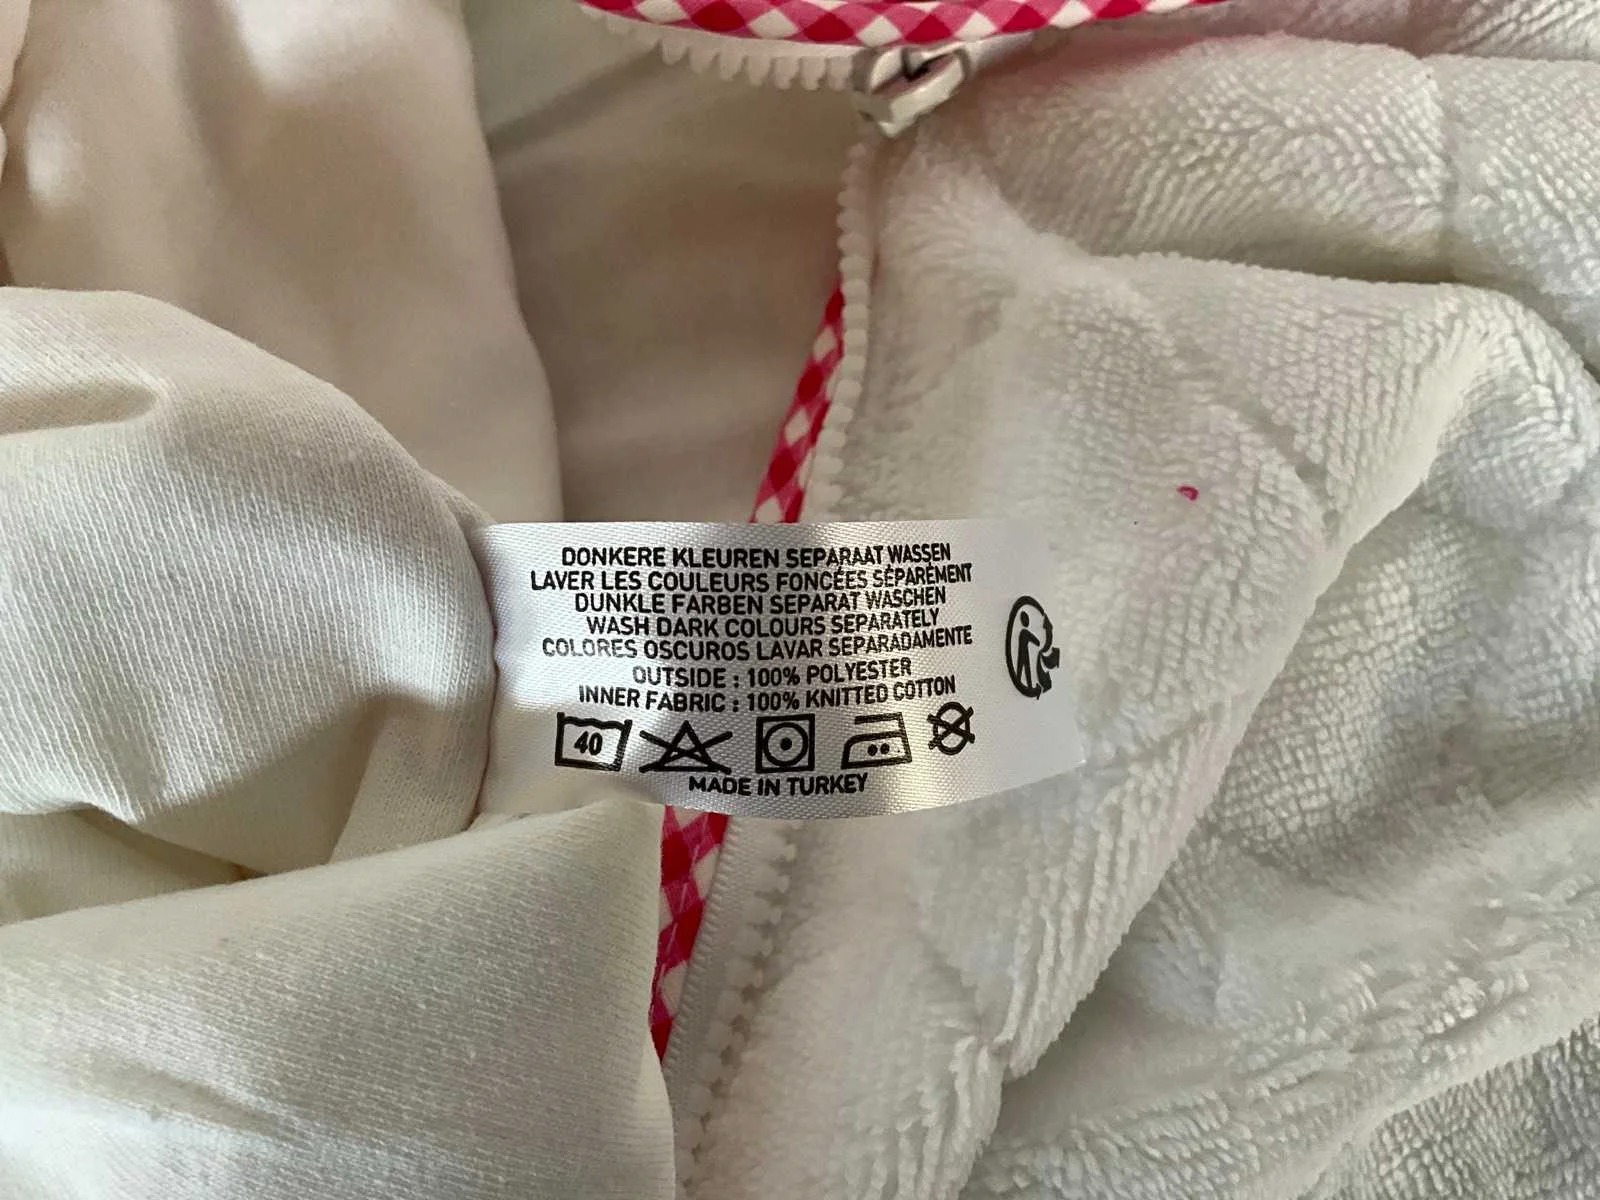 DONKERE KLEUREN SEPARAAT WASSEN
LAVER LES COULEURS FONCÉES SÉPARÉMENT
DUNKLE FARBEN SEPARAT WASCHEN
WASH DARK COLOURS SEPARATELY
COLORES OSCUROS LAVAR SEPARADAMENTE
OUTSIDE : 100% POLYESTER
INNER FABRIC : 100% KNITTED COTTON
40
MADE IN TURKEY